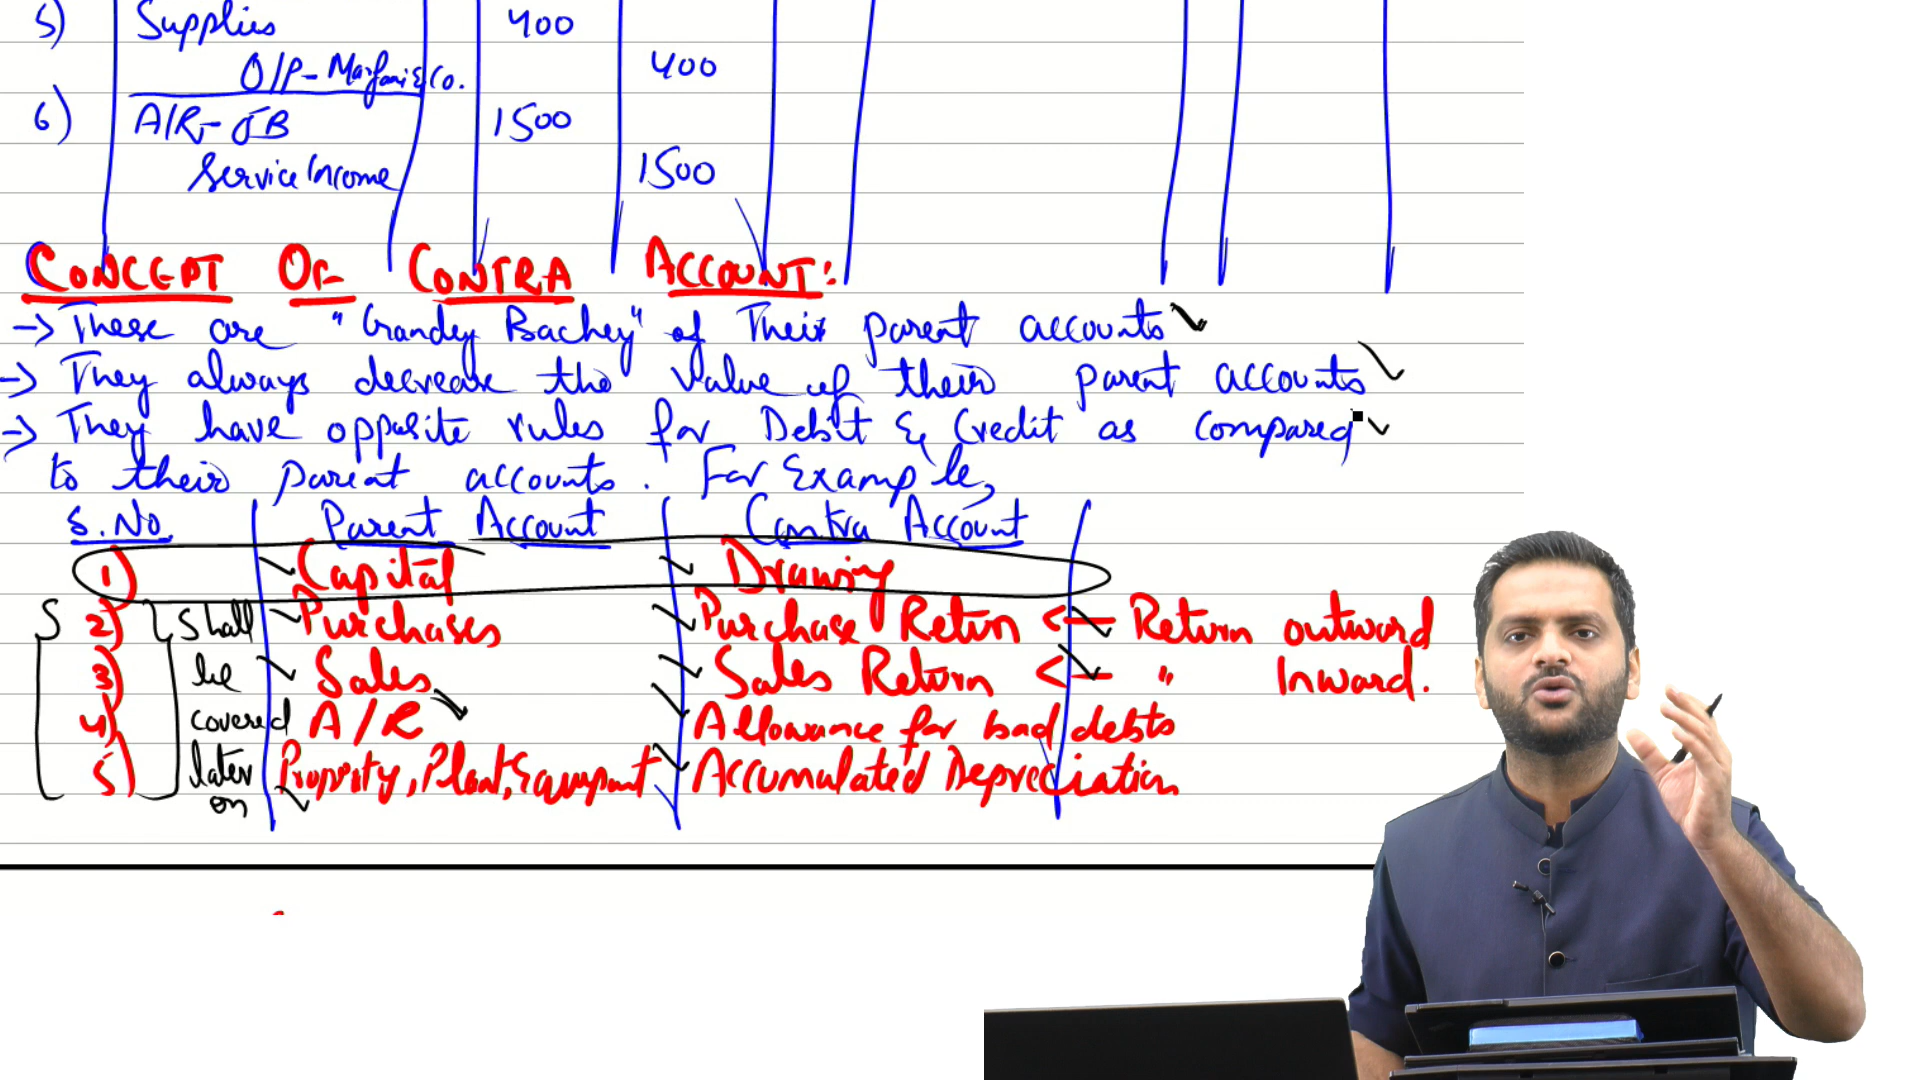 5) Supplies 400
O/P- Marfani & Co. 400
6) A/R- JB 1500
Service Income 1500
CONCEPT OF CONTRA ACCOUNT:
-> These are "Gandey Bachey" of Their parent accounts
-> They always decrease the value of their parent accounts
-> They have opposite rules for Debit & Credit as compared
to their parent accounts. For Example,
S.No. Parent Account Contra Account
1) Capital Drawing
2) Shall Purchases Purchase Return <- Return outward
3) be Sales Sales Return <- " Inward.
4) covered A/R Allowance for bad debts
5) later on Property, Plant, Equipment Accumulated Depreciation